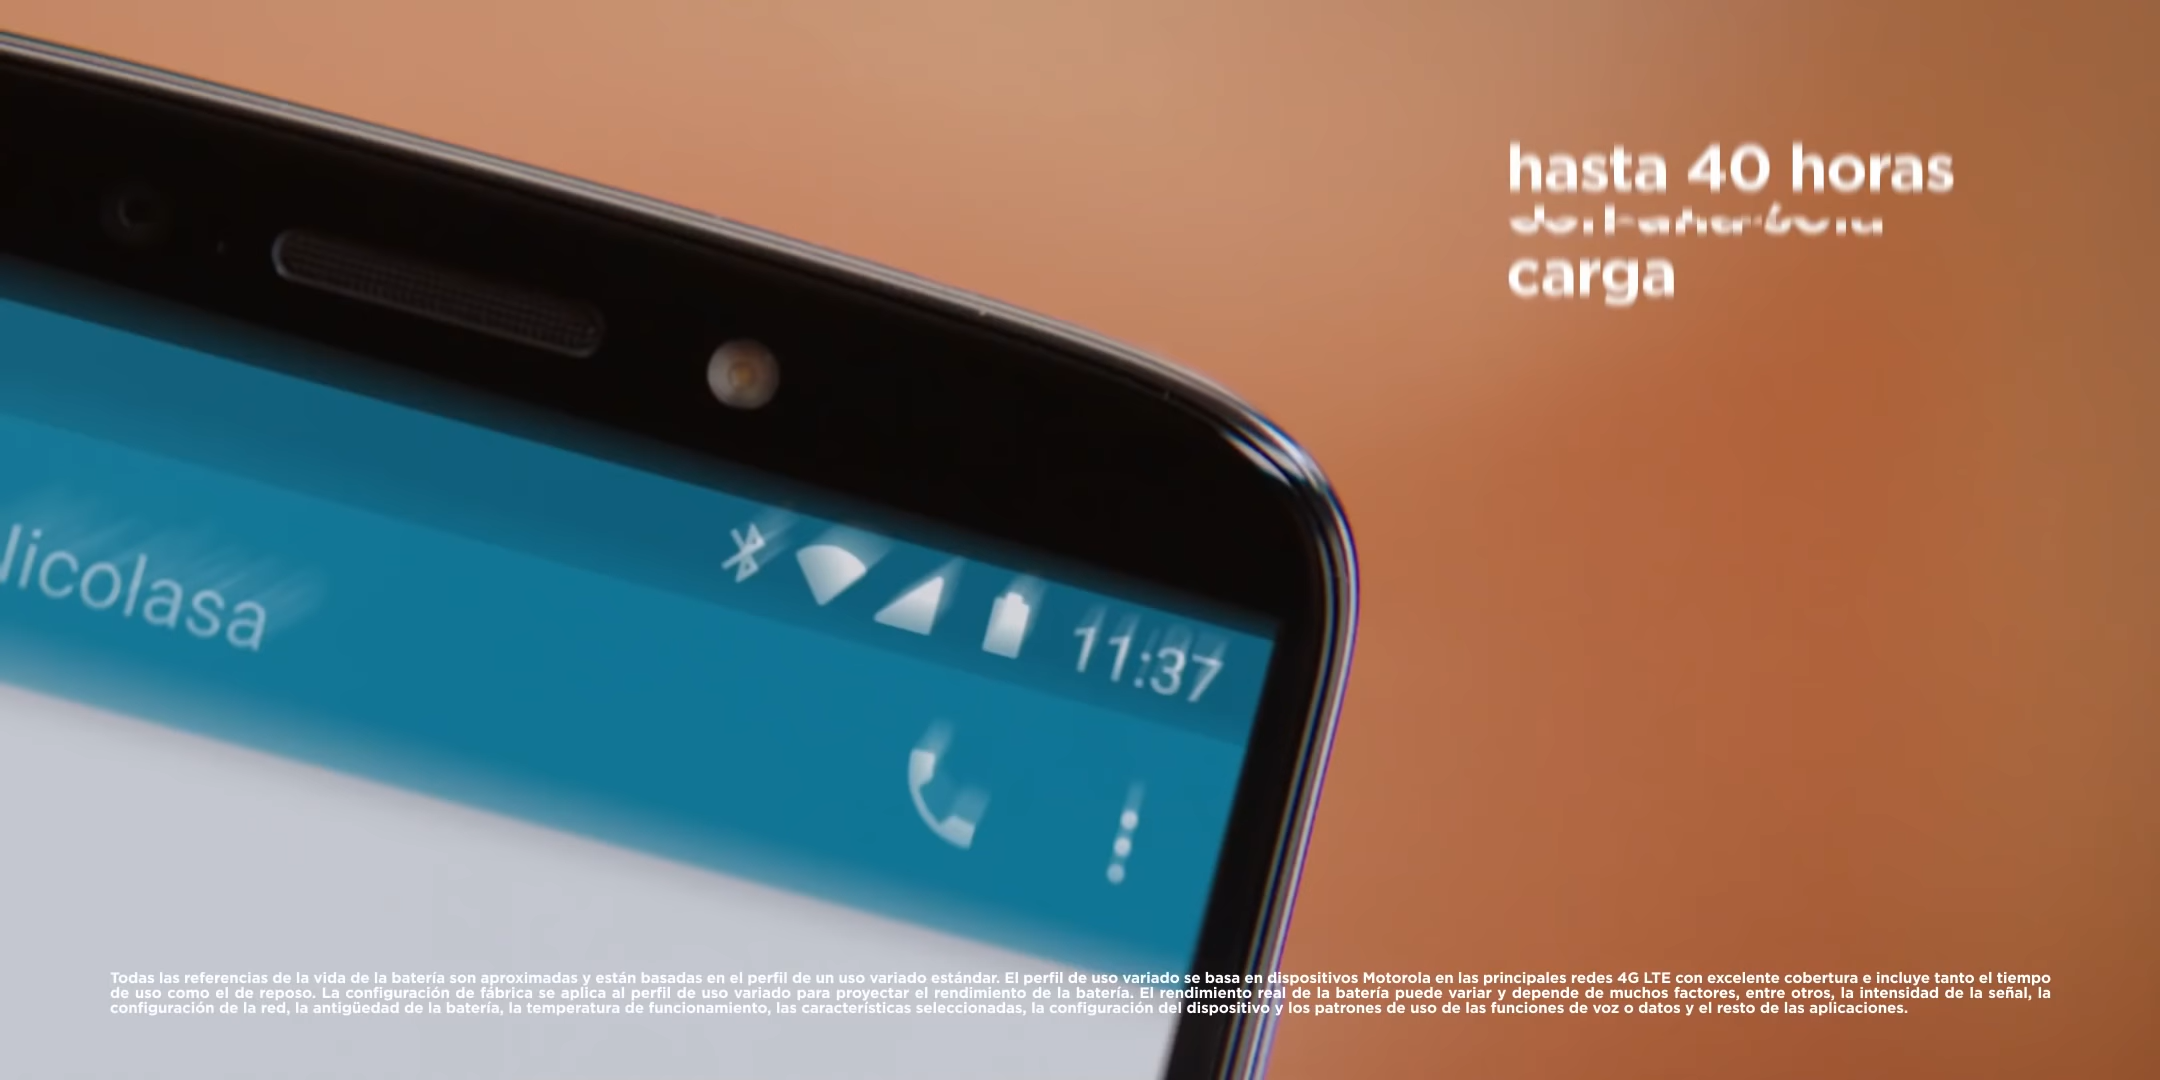 hasta 40 horas
carga
11:37
licolasa
Todas las referencias de la vida de la batería son aproximadas y están basadas en el perfil de un uso variado estándar. El perfil de uso variado se basa en dispositivos Motorola en las principales redes 4G LTE con excelente cobertura e incluye tanto el tiempo
de uso como el de reposo. La configuración de fábrica se aplica al perfil de uso variado para proyectar el rendimiento de la batería. El rendimiento real de la batería puede variar y depende de muchos factores, entre otros, la intensidad de la señal, la
configuración de la red, la antigüedad de la batería, la temperatura de funcionamiento, las características seleccionadas, la configuración del dispositivo y los patrones de uso de las funciones de voz o datos y el resto de las aplicaciones.